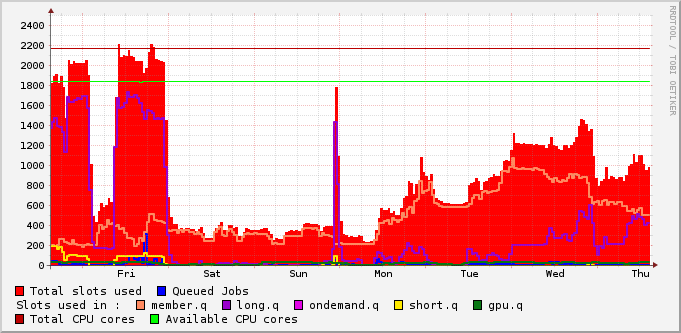 2400
2200
2000
1800
1600
1400
1200
1000
800
600
400
200
0
Fri Sat Sun Mon Tue Wed Thu
Total slots used Queued Jobs
Slots used in : member.q long.q ondemand.q short.q gpu.q
Total CPU cores Available CPU cores
RRDTOOL / TOBI OETIKER